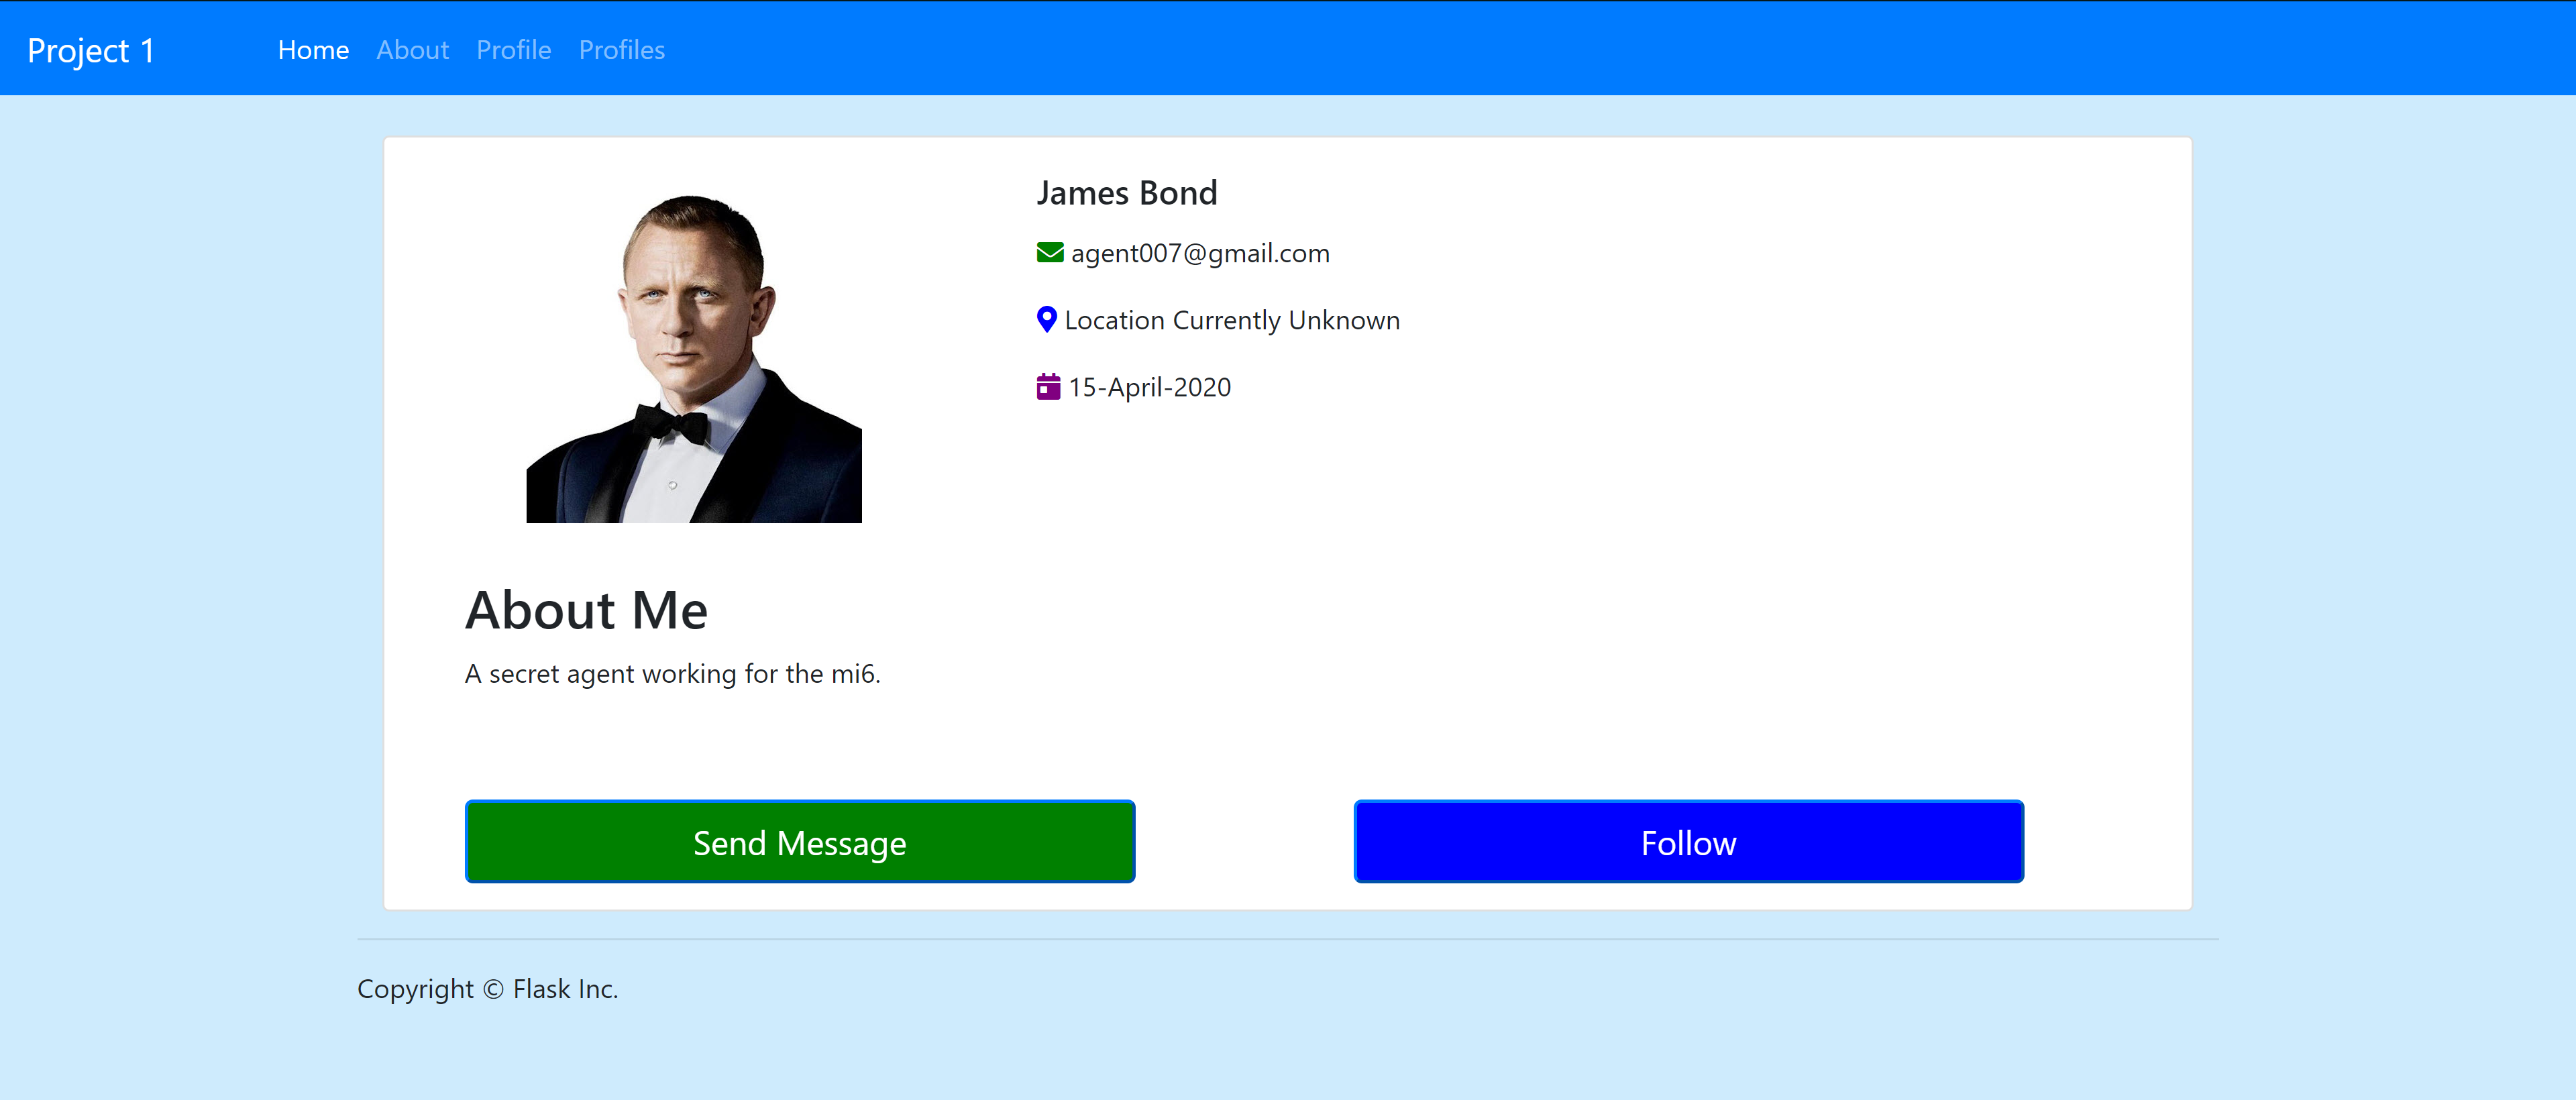 Project 1
Home About Profile Profiles
James Bond
agent007@gmail.com
Location Currently Unknown
15-April-2020
About Me
A secret agent working for the mi6.
Send Message
Follow
Copyright © Flask Inc.